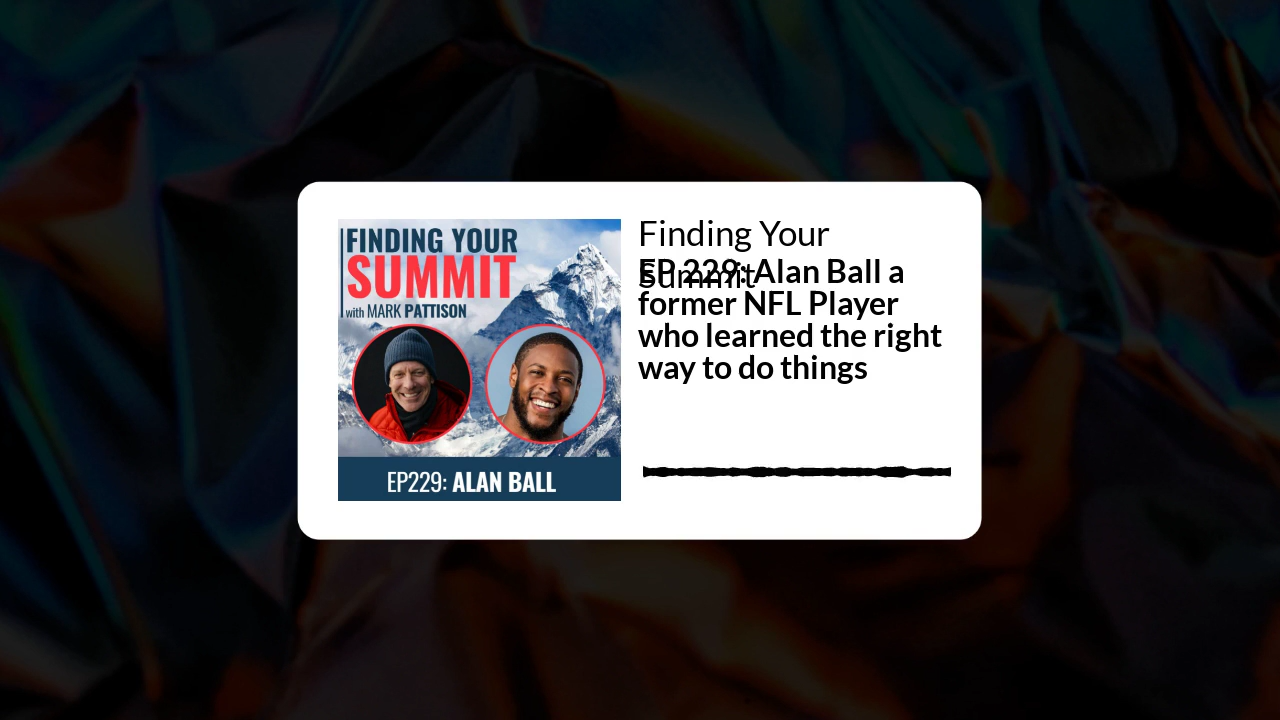 FINDING YOUR
SUMMIT
with MARK PATTISON
EP229: ALAN BALL
Finding Your
Summit
EP 229: Alan Ball a
former NFL Player
who learned the right
way to do things